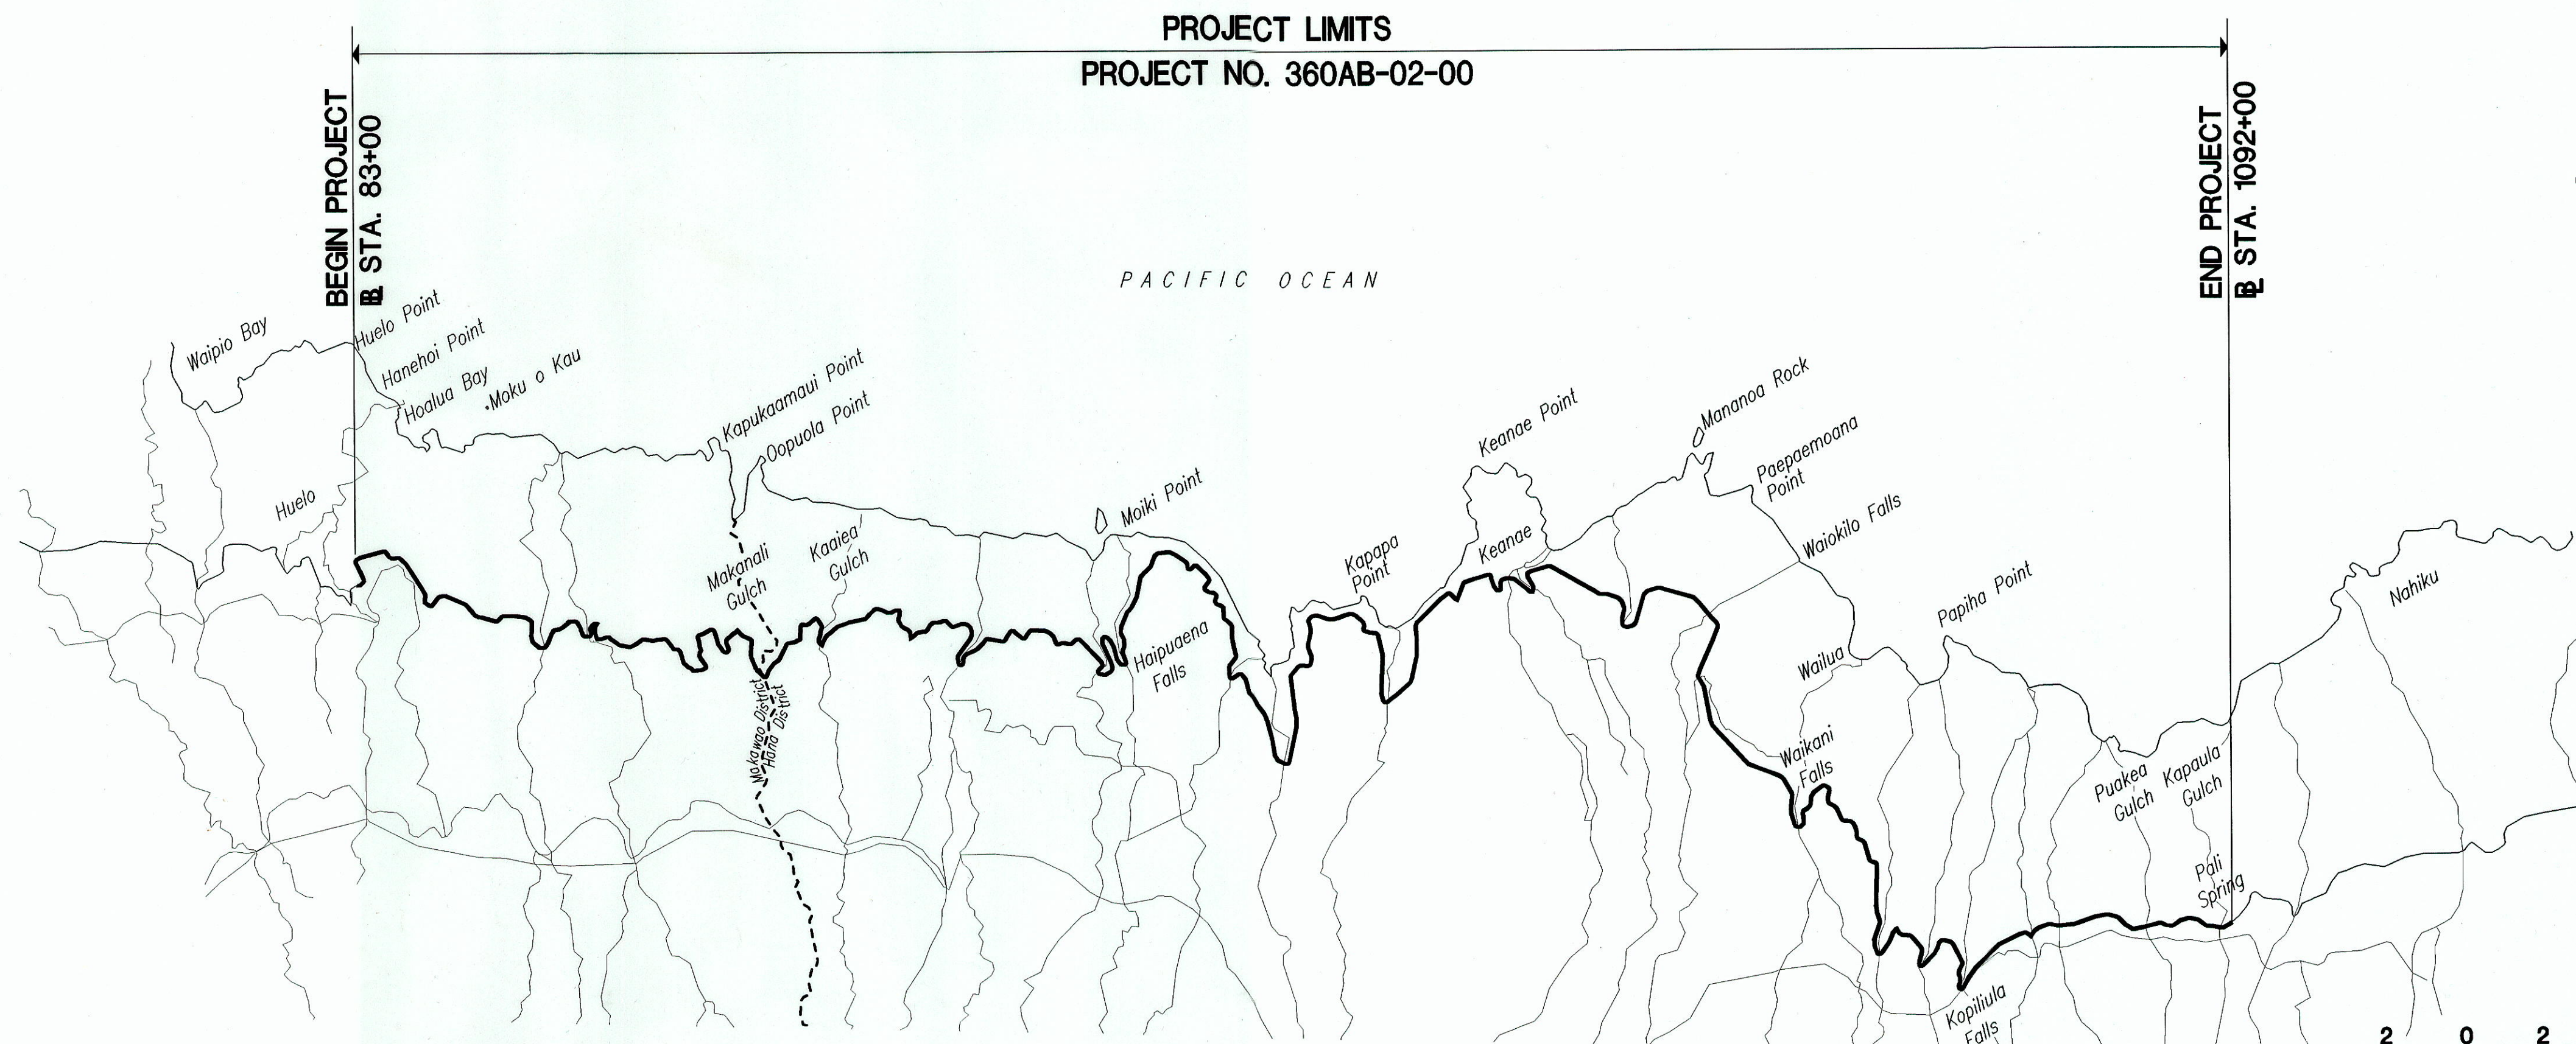 PROJECT LIMITS
PROJECT NO. 360AB-02-00
BEGIN PROJECT
BL STA. 83+00
END PROJECT
BL STA. 1092+00
PACIFIC OCEAN
Waipio Bay
Huelo Point
Hanehoi Point
Hoalua Bay
Moku o Kau
Huelo
Kapukaamaui Point
Oopuola Point
Makanali
Gulch
Kaaiea
Gulch
Makawao District
Hana District
Moiki Point
Haipuaena
Falls
Kapapa
Point
Keanae Point
Keanae
Mananoa Rock
Paepaemoana
Point
Waiokilo Falls
Wailua
Waikani
Falls
Papiha Point
Puakea
Gulch
Kapaula
Gulch
Pali
Spring
Nahiku
Kopiliula
Falls
2 0 2